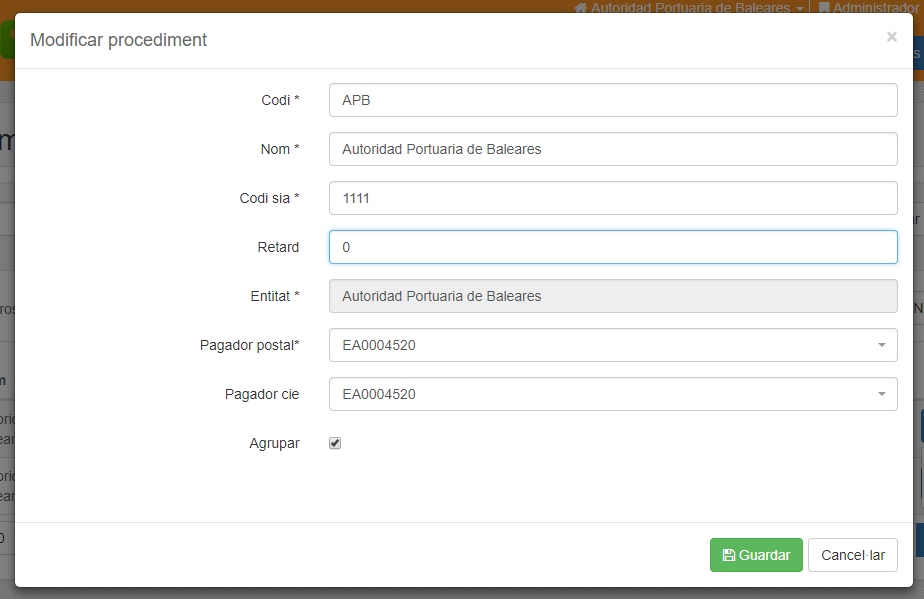 Autoridad Portuaria de Baleares
Administrador
Modificar procediment
×
Codi *
APB
Nom *
Autoridad Portuaria de Baleares
Codi sia *
1111
Retard
0
Entitat *
Autoridad Portuaria de Baleares
Pagador postal*
EA0004520
Pagador cie
EA0004520
Agrupar
Guardar
Cancel·lar